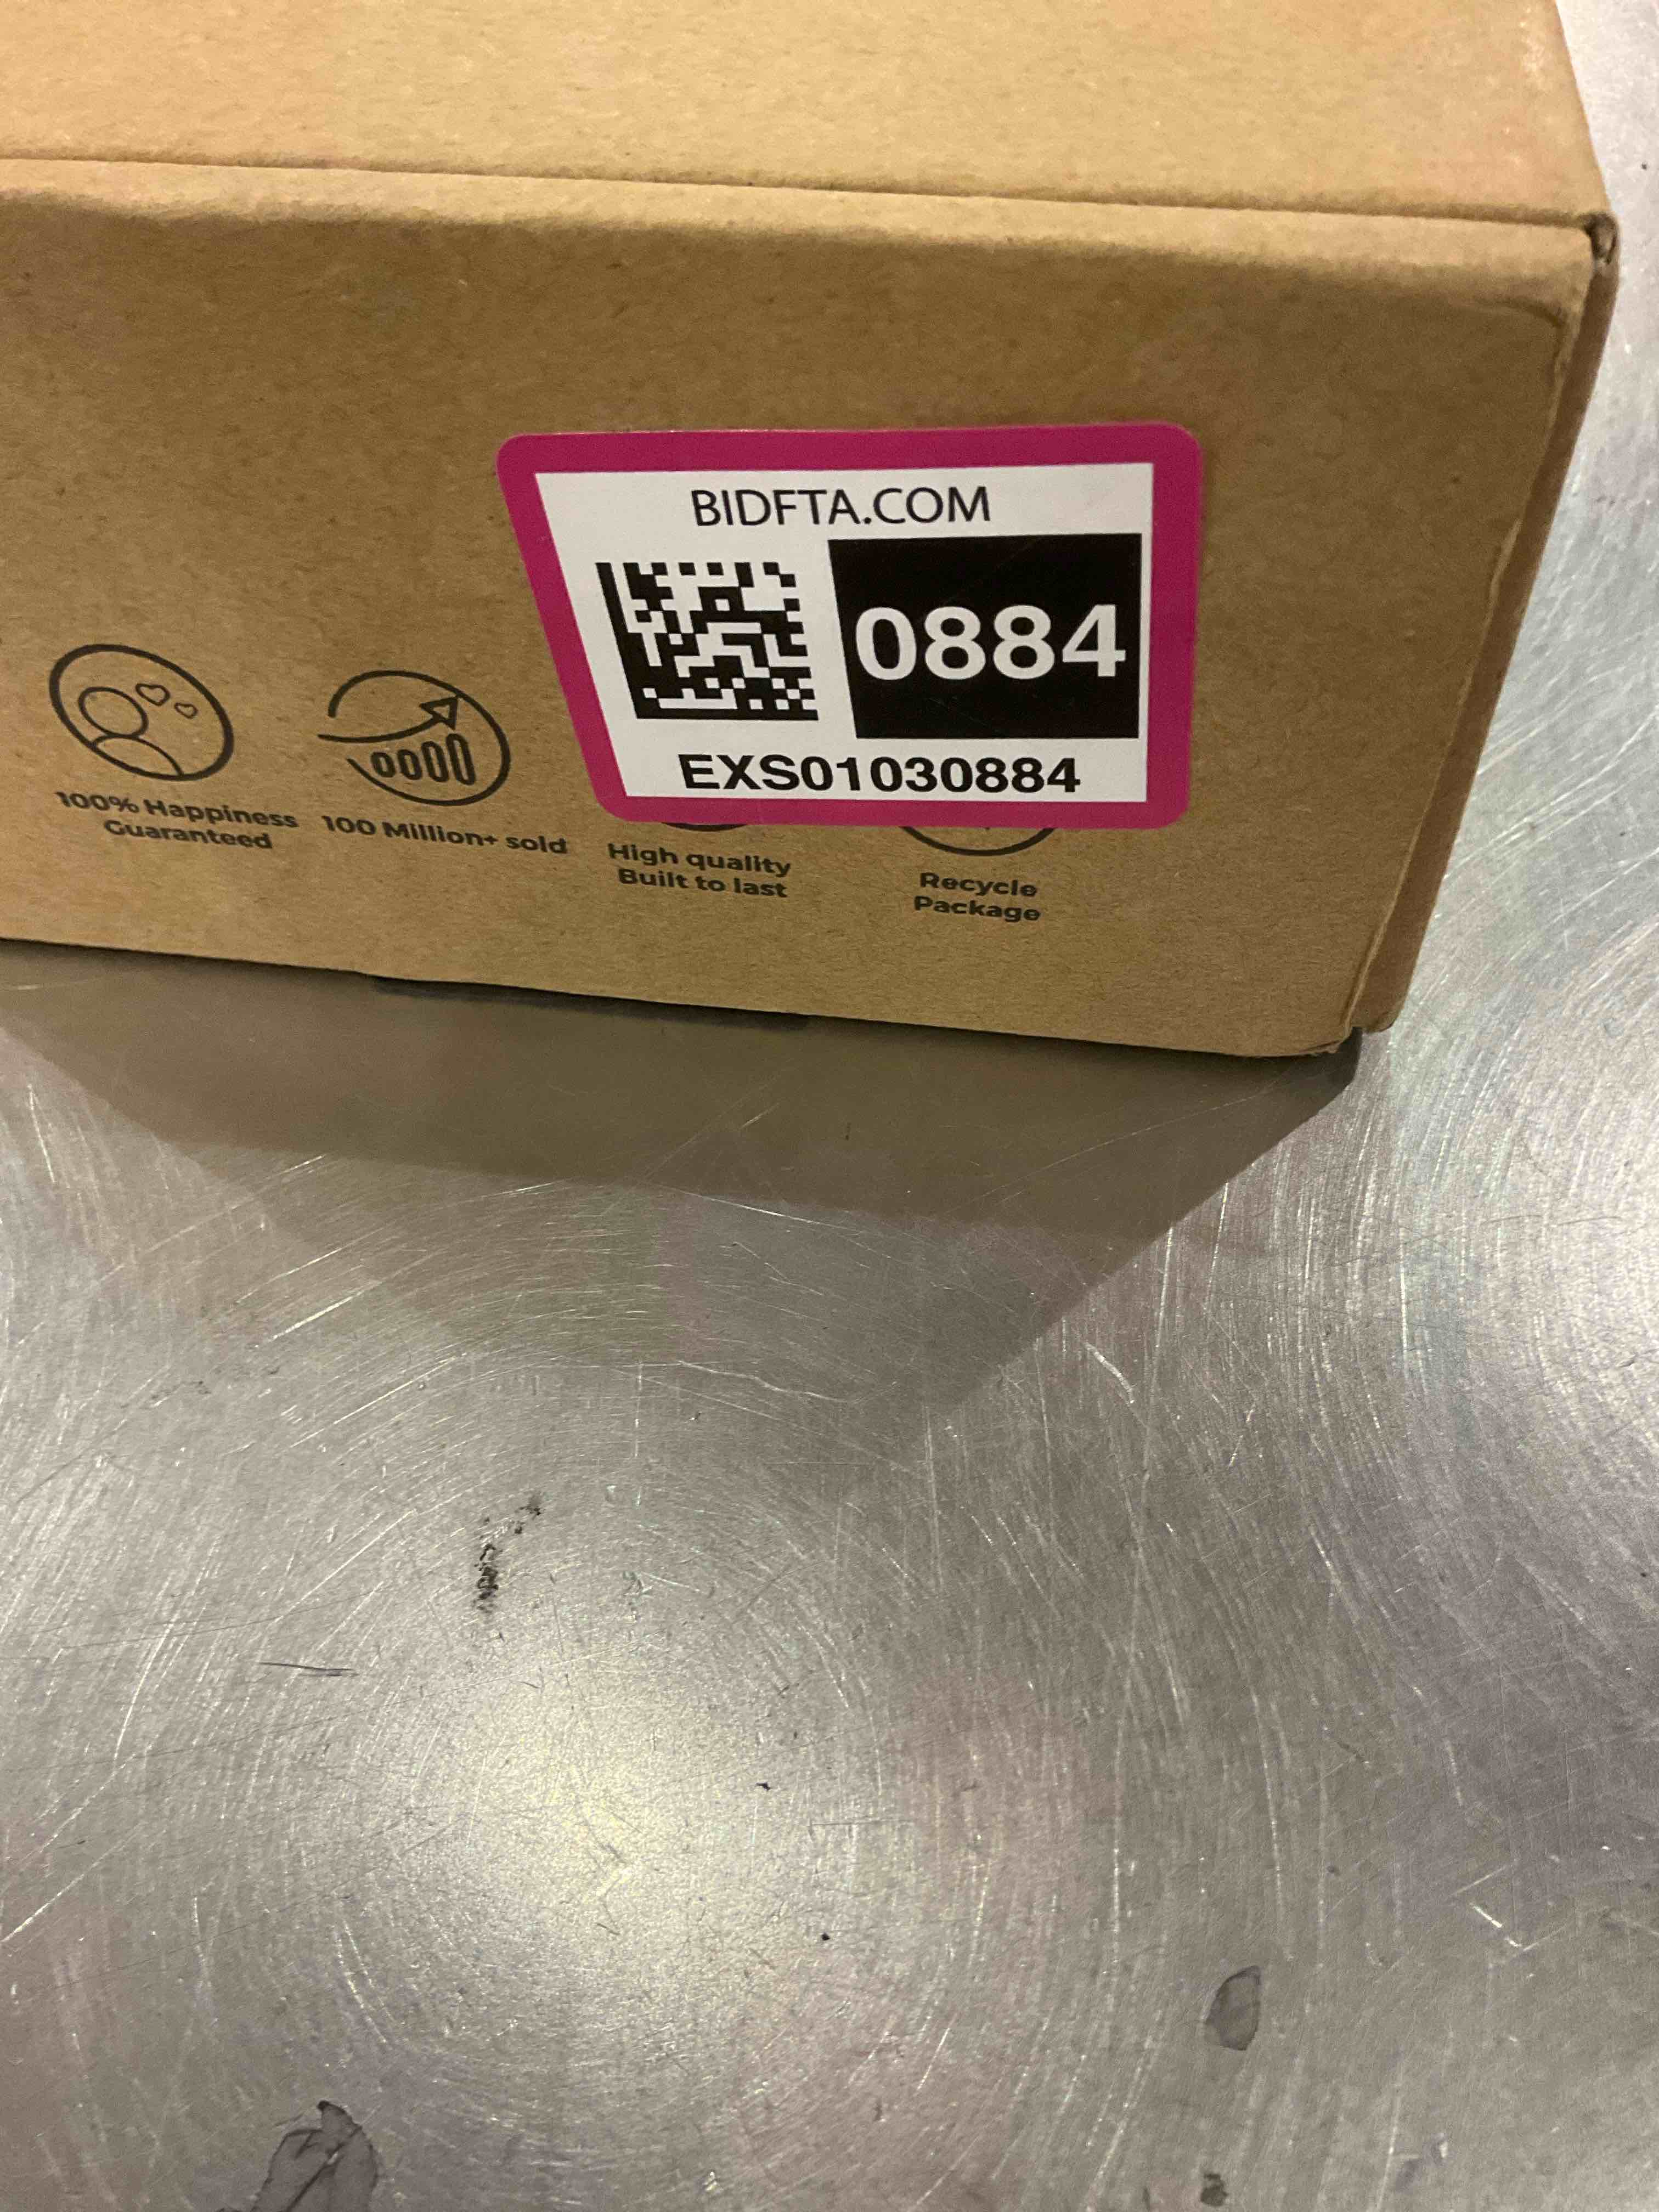 BIDFTA.COM
0884
EXS01030884
100% Happiness
Guaranteed
100 Million+ sold
High quality
Built to last
Recycle
Package